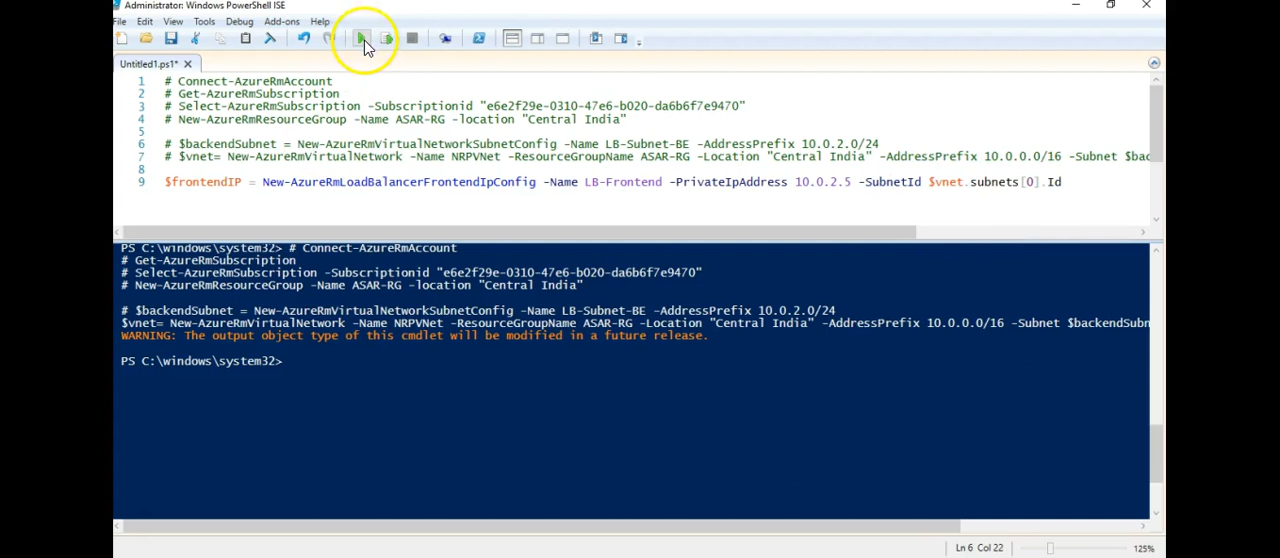 Administrator: Windows PowerShell ISE
File Edit View Tools Debug Add-ons Help
Untitled1.ps1*
1 # Connect-AzureRmAccount
2 # Get-AzureRmSubscription
3 # Select-AzureRmSubscription -Subscriptionid "e6e2f29e-0310-47e6-b020-da6b6f7e9470"
4 # New-AzureRmResourceGroup -Name ASAR-RG -location "Central India"
5
6 # $backendSubnet = New-AzureRmVirtualNetworkSubnetConfig -Name LB-Subnet-BE -AddressPrefix 10.0.2.0/24
7 # $vnet= New-AzureRmVirtualNetwork -Name NRPVNet -ResourceGroupName ASAR-RG -Location "Central India" -AddressPrefix 10.0.0.0/16 -Subnet $bac
8
9 $frontendIP = New-AzureRmLoadBalancerFrontendIpConfig -Name LB-Frontend -PrivateIpAddress 10.0.2.5 -SubnetId $vnet.subnets[0].Id
PS C:\windows\system32> # Connect-AzureRmAccount
# Get-AzureRmSubscription
# Select-AzureRmSubscription -Subscriptionid "e6e2f29e-0310-47e6-b020-da6b6f7e9470"
# New-AzureRmResourceGroup -Name ASAR-RG -location "Central India"
# $backendSubnet = New-AzureRmVirtualNetworkSubnetConfig -Name LB-Subnet-BE -AddressPrefix 10.0.2.0/24
$vnet= New-AzureRmVirtualNetwork -Name NRPVNet -ResourceGroupName ASAR-RG -Location "Central India" -AddressPrefix 10.0.0.0/16 -Subnet $backendSubn
WARNING: The output object type of this cmdlet will be modified in a future release.
PS C:\windows\system32>
Ln 6 Col 22 125%